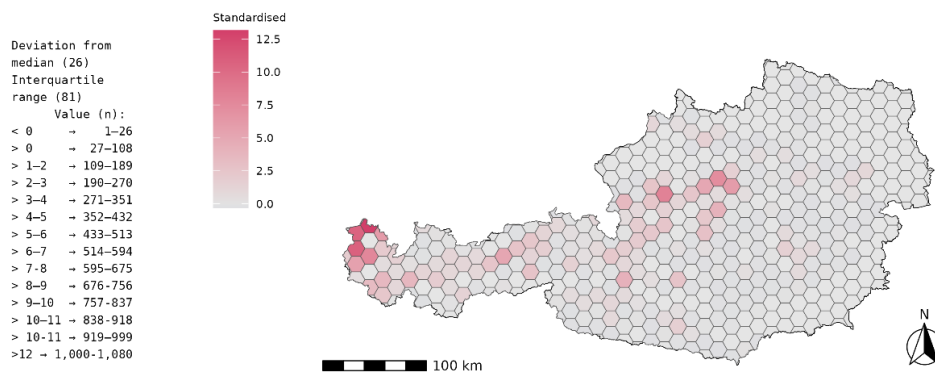 Standardised
12.5
10.0
7.5
5.0
2.5
0.0
Deviation from
median (26)
Interquartile
range (81)
Value (n):
< 0 → 1–26
> 0 → 27–108
> 1–2 → 109–189
> 2–3 → 190–270
> 3–4 → 271–351
> 4–5 → 352–432
> 5–6 → 433–513
> 6–7 → 514–594
> 7-8 → 595–675
> 8–9 → 676-756
> 9–10 → 757-837
> 10–11 → 838-918
> 10-11 → 919–999
>12 → 1,000-1,080
100 km
N